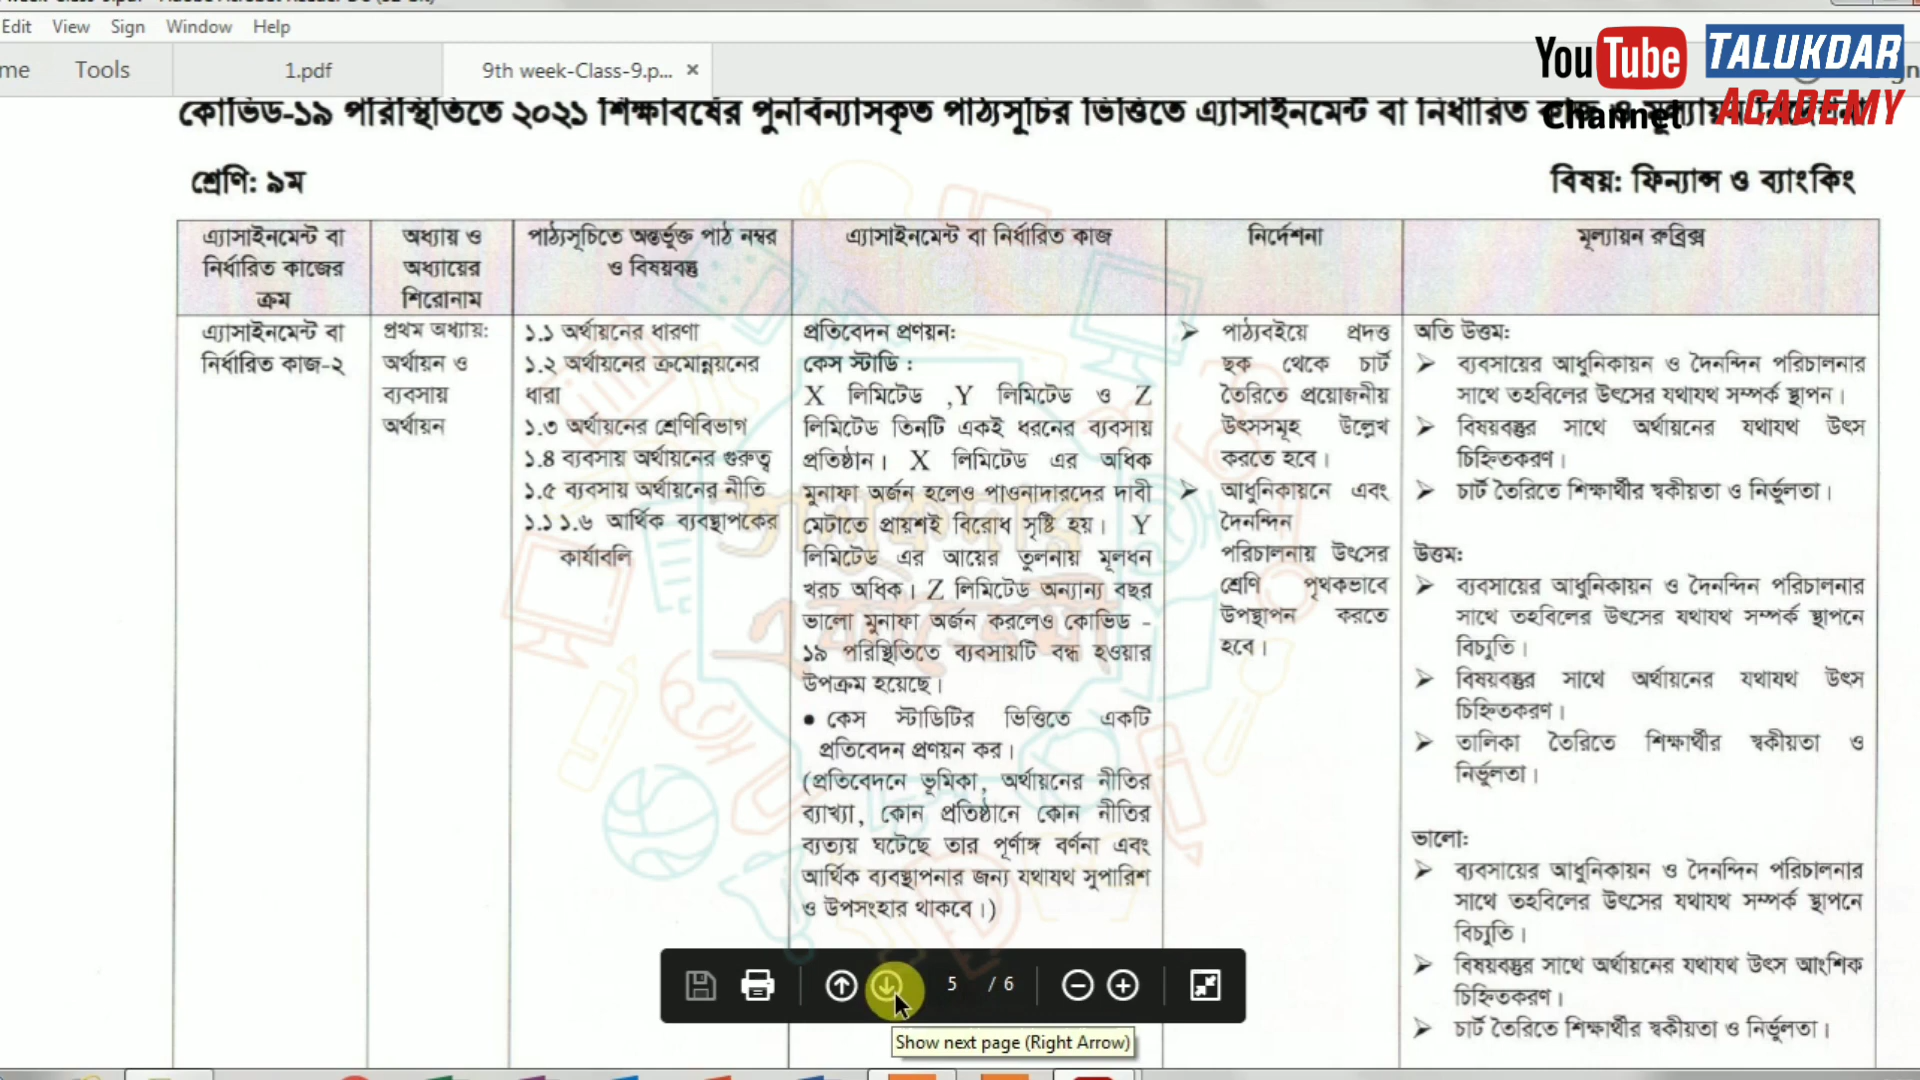 Edit View Sign Window Help
Tools 1.pdf 9th week-Class-9.p... ×
YouTube TALUKDAR
Channel ACADEMY
কোভিড-১৯ পরিস্থিতিতে ২০২১ শিক্ষাবর্ষের পুনর্বিন্যাসকৃত পাঠ্যসূচির ভিত্তিতে এ্যাসাইনমেন্ট বা নির্ধারিত কাজ ও মূল্যায়ন নির্দেশনা
শ্রেণি: ৯ম
বিষয়: ফিন্যান্স ও ব্যাংকিং
এ্যাসাইনমেন্ট বা
নির্ধারিত কাজের
ক্রম
অধ্যায় ও
অধ্যায়ের
শিরোনাম
পাঠ্যসূচিতে অন্তর্ভুক্ত পাঠ নম্বর
ও বিষয়বস্তু
এ্যাসাইনমেন্ট বা নির্ধারিত কাজ
নির্দেশনা
মূল্যায়ন রুব্রিক্স
এ্যাসাইনমেন্ট বা
নির্ধারিত কাজ-২
প্রথম অধ্যায়:
অর্থায়ন ও
ব্যবসায়
অর্থায়ন
১.১ অর্থায়নের ধারণা
১.২ অর্থায়নের ক্রমোন্নয়নের
ধারা
১.৩ অর্থায়নের শ্রেণিবিভাগ
১.৪ ব্যবসায় অর্থায়নের গুরুত্ব
১.৫ ব্যবসায় অর্থায়নের নীতি
১.১ ১.৬ আর্থিক ব্যবস্থাপকের
কার্যাবলি
প্রতিবেদন প্রণয়ন:
কেস স্টাডি :
X লিমিটেড ,Y লিমিটেড ও Z
লিমিটেড তিনটি একই ধরনের ব্যবসায়
প্রতিষ্ঠান। X লিমিটেড এর অধিক
মুনাফা অর্জন হলেও পাওনাদারদের দাবী
মেটাতে প্রায়শই বিরোধ সৃষ্টি হয়। Y
লিমিটেড এর আয়ের তুলনায় মূলধন
খরচ অধিক। Z লিমিটেড অন্যান্য বছর
ভালো মুনাফা অর্জন করলেও কোভিড -
১৯ পরিস্থিতিতে ব্যবসায়টি বন্ধ হওয়ার
উপক্রম হয়েছে।
• কেস স্টাডিটির ভিত্তিতে একটি
প্রতিবেদন প্রণয়ন কর।
(প্রতিবেদনে ভূমিকা, অর্থায়নের নীতির
ব্যাখ্যা, কোন প্রতিষ্ঠানে কোন নীতির
ব্যত্যয় ঘটেছে তার পূর্ণাঙ্গ বর্ণনা এবং
আর্থিক ব্যবস্থাপনার জন্য যথাযথ সুপারিশ
ও উপসংহার থাকবে।)
➢ পাঠ্যবইয়ে প্রদত্ত
ছক থেকে চার্ট
তৈরিতে প্রয়োজনীয়
উৎসসমূহ উল্লেখ
করতে হবে।
➢ আধুনিকায়নে এবং
দৈনন্দিন
পরিচালনায় উৎসের
শ্রেণি পৃথকভাবে
উপস্থাপন করতে
হবে।
অতি উত্তম:
➢ ব্যবসায়ের আধুনিকায়ন ও দৈনন্দিন পরিচালনার
সাথে তহবিলের উৎসের যথাযথ সম্পর্ক স্থাপন।
➢ বিষয়বস্তুর সাথে অর্থায়নের যথাযথ উৎস
চিহ্নিতকরণ।
➢ চার্ট তৈরিতে শিক্ষার্থীর স্বকীয়তা ও নির্ভুলতা।
উত্তম:
➢ ব্যবসায়ের আধুনিকায়ন ও দৈনন্দিন পরিচালনার
সাথে তহবিলের উৎসের যথাযথ সম্পর্ক স্থাপনে
বিচ্যুতি।
➢ বিষয়বস্তুর সাথে অর্থায়নের যথাযথ উৎস
চিহ্নিতকরণ।
➢ তালিকা তৈরিতে শিক্ষার্থীর স্বকীয়তা ও
নির্ভুলতা।
ভালো:
➢ ব্যবসায়ের আধুনিকায়ন ও দৈনন্দিন পরিচালনার
সাথে তহবিলের উৎসের যথাযথ সম্পর্ক স্থাপনে
বিচ্যুতি।
➢ বিষয়বস্তুর সাথে অর্থায়নের যথাযথ উৎস আংশিক
চিহ্নিতকরণ।
➢ চার্ট তৈরিতে শিক্ষার্থীর স্বকীয়তা ও নির্ভুলতা।
তালুকদার
একাডেমী
5 / 6
Show next page (Right Arrow)